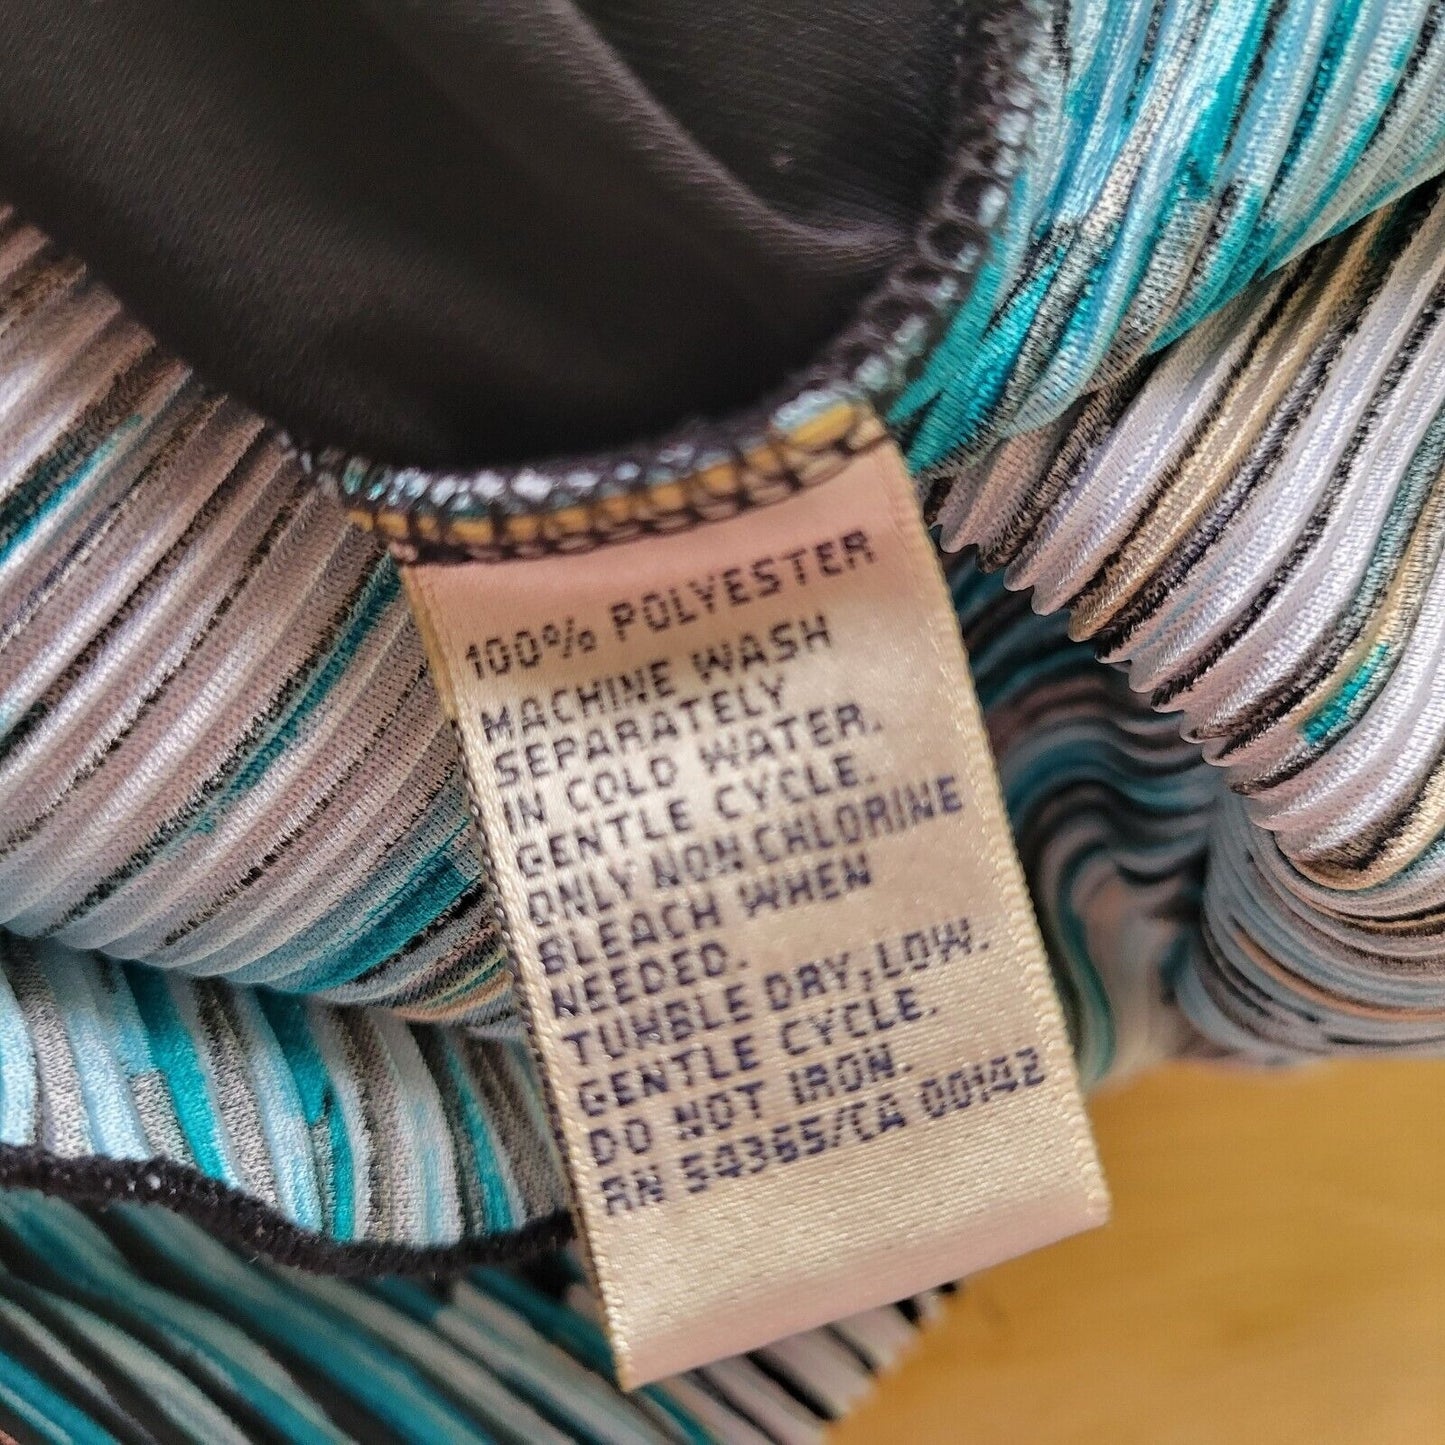 100% POLYESTER
MACHINE WASH
SEPARATELY
IN COLD WATER.
GENTLE CYCLE.
ONLY NON CHLORINE
BLEACH WHEN
NEEDED.
TUMBLE DRY, LOW.
GENTLE CYCLE.
DO NOT IRON.
RN 54365/CA 00142